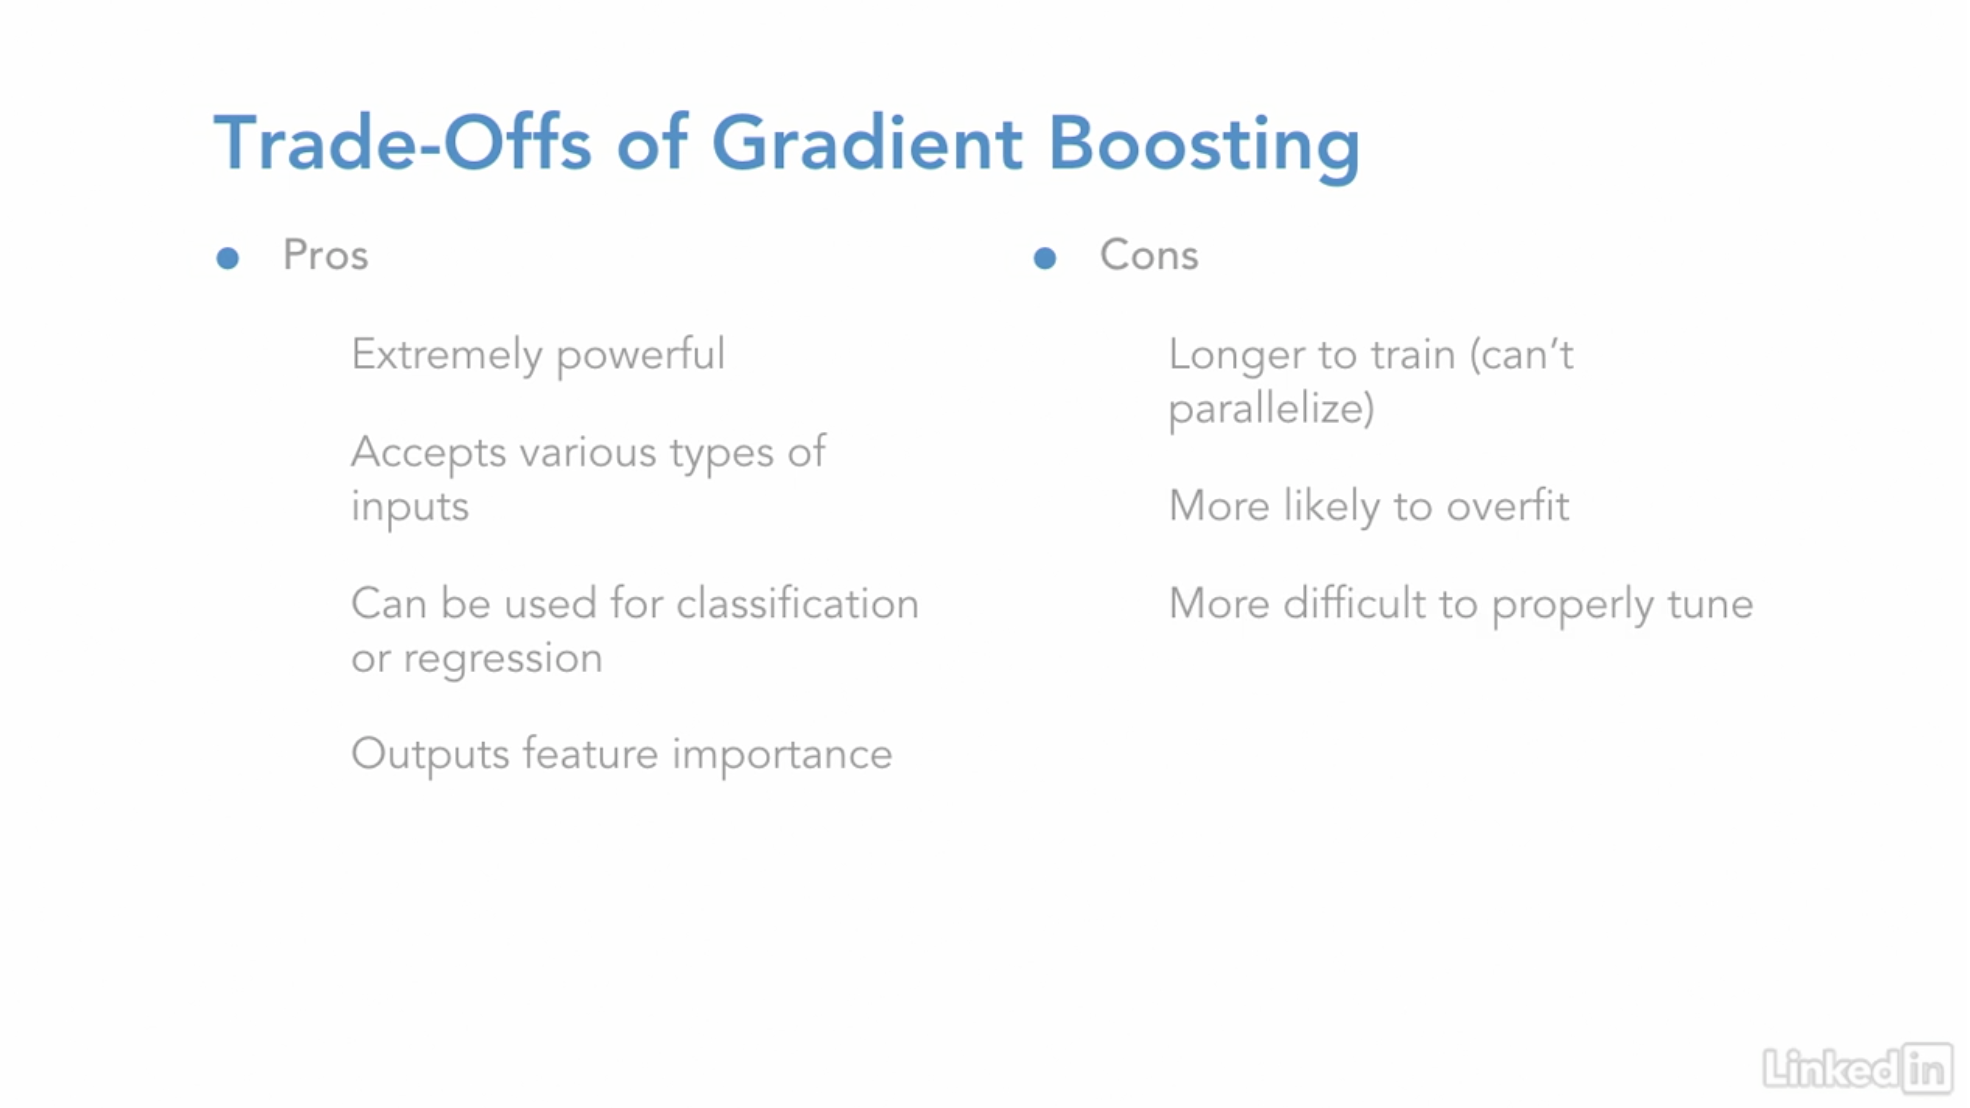 Trade-Offs of Gradient Boosting
Pros
Extremely powerful
Accepts various types of
inputs
Can be used for classification
or regression
Outputs feature importance
Cons
Longer to train (can’t
parallelize)
More likely to overfit
More difficult to properly tune
Linked in